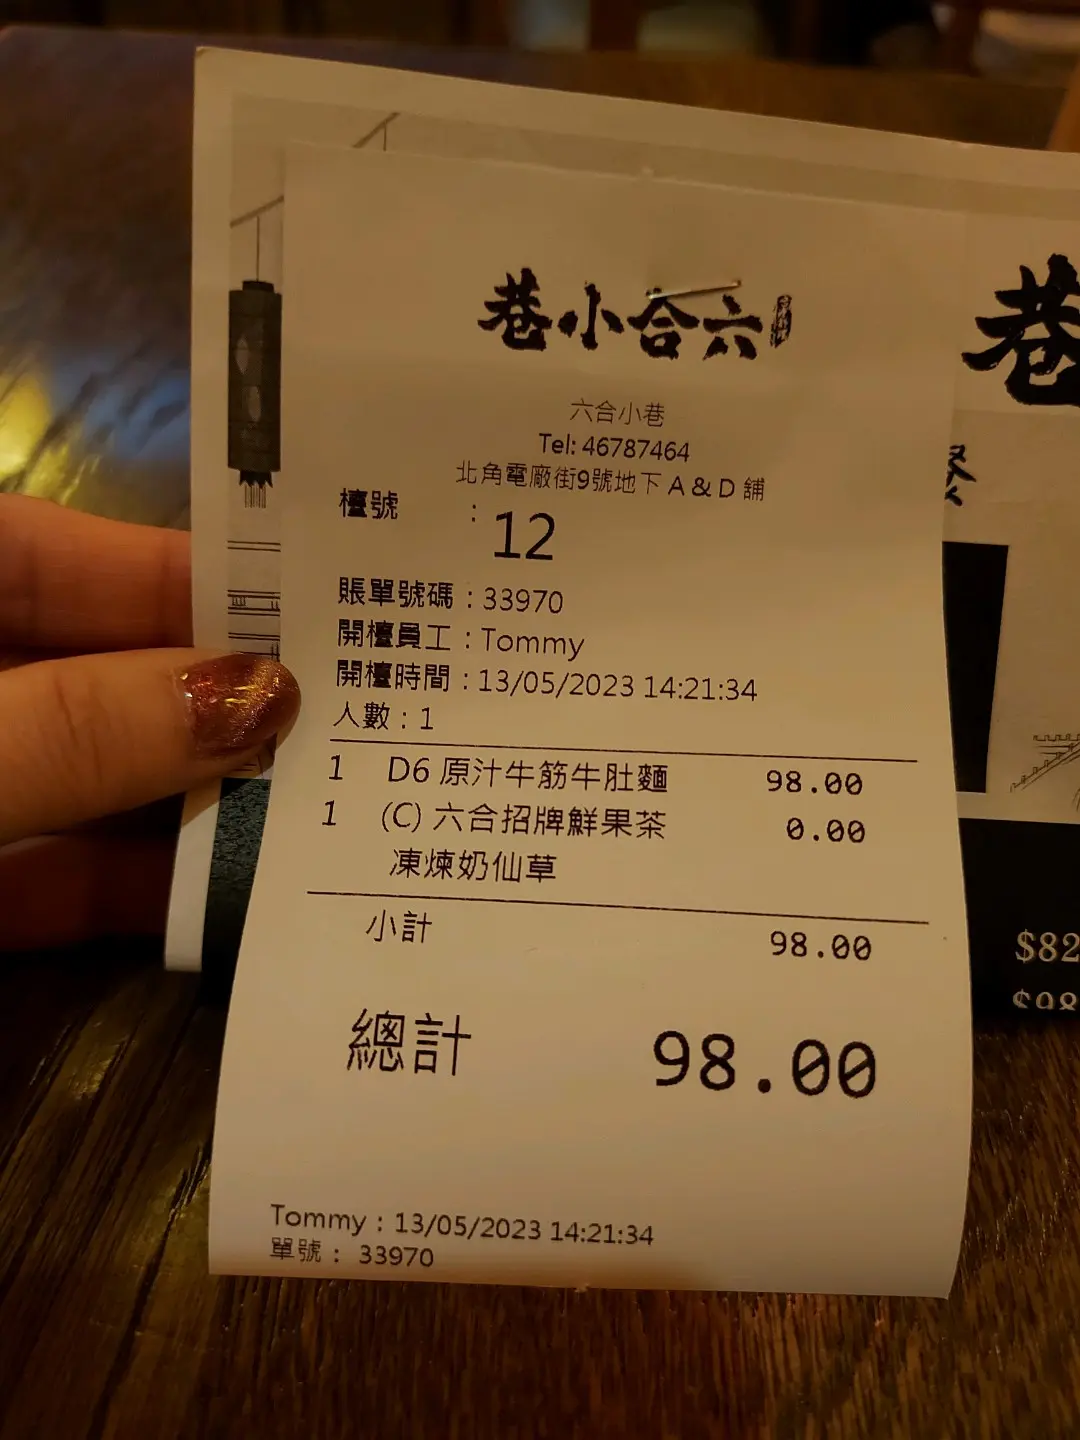 巷小合六
六合小巷
Tel: 46787464
北角電廠街9號地下 A & D 舖
檯號 : 12
賬單號碼 : 33970
開檯員工 : Tommy
開檯時間 : 13/05/2023 14:21:34
人數 : 1
1 D6 原汁牛筋牛肚麵 98.00
1 (C) 六合招牌鮮果茶 0.00
凍煉奶仙草
小計 98.00
總計 98.00
Tommy : 13/05/2023 14:21:34
單號 : 33970
巷
$82
$98